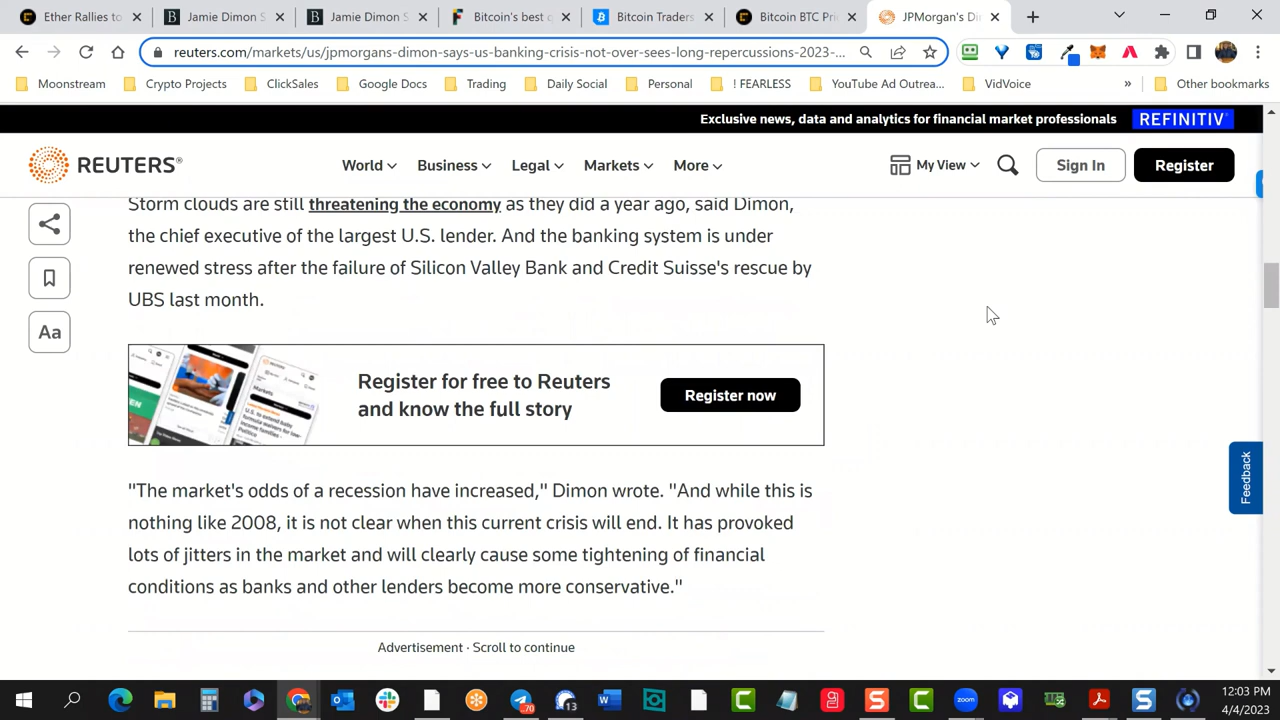 Ether Rallies to
Jamie Dimon S
Jamie Dimon S
Bitcoin's best q
Bitcoin Traders
Bitcoin BTC Pri
JPMorgan's Di
reuters.com/markets/us/jpmorgans-dimon-says-us-banking-crisis-not-over-sees-long-repercussions-2023-...
Moonstream
Crypto Projects
ClickSales
Google Docs
Trading
Daily Social
Personal
! FEARLESS
YouTube Ad Outrea...
VidVoice
»
Other bookmarks
Exclusive news, data and analytics for financial market professionals
REFINITIV
REUTERS®
World
Business
Legal
Markets
More
My View
Sign In
Register
Storm clouds are still threatening the economy as they did a year ago, said Dimon,
the chief executive of the largest U.S. lender. And the banking system is under
renewed stress after the failure of Silicon Valley Bank and Credit Suisse's rescue by
UBS last month.
Aa
Register for free to Reuters
and know the full story
Register now
Feedback
"The market's odds of a recession have increased," Dimon wrote. "And while this is
nothing like 2008, it is not clear when this current crisis will end. It has provoked
lots of jitters in the market and will clearly cause some tightening of financial
conditions as banks and other lenders become more conservative."
Advertisement · Scroll to continue
70
13
12:03 PM
4/4/2023